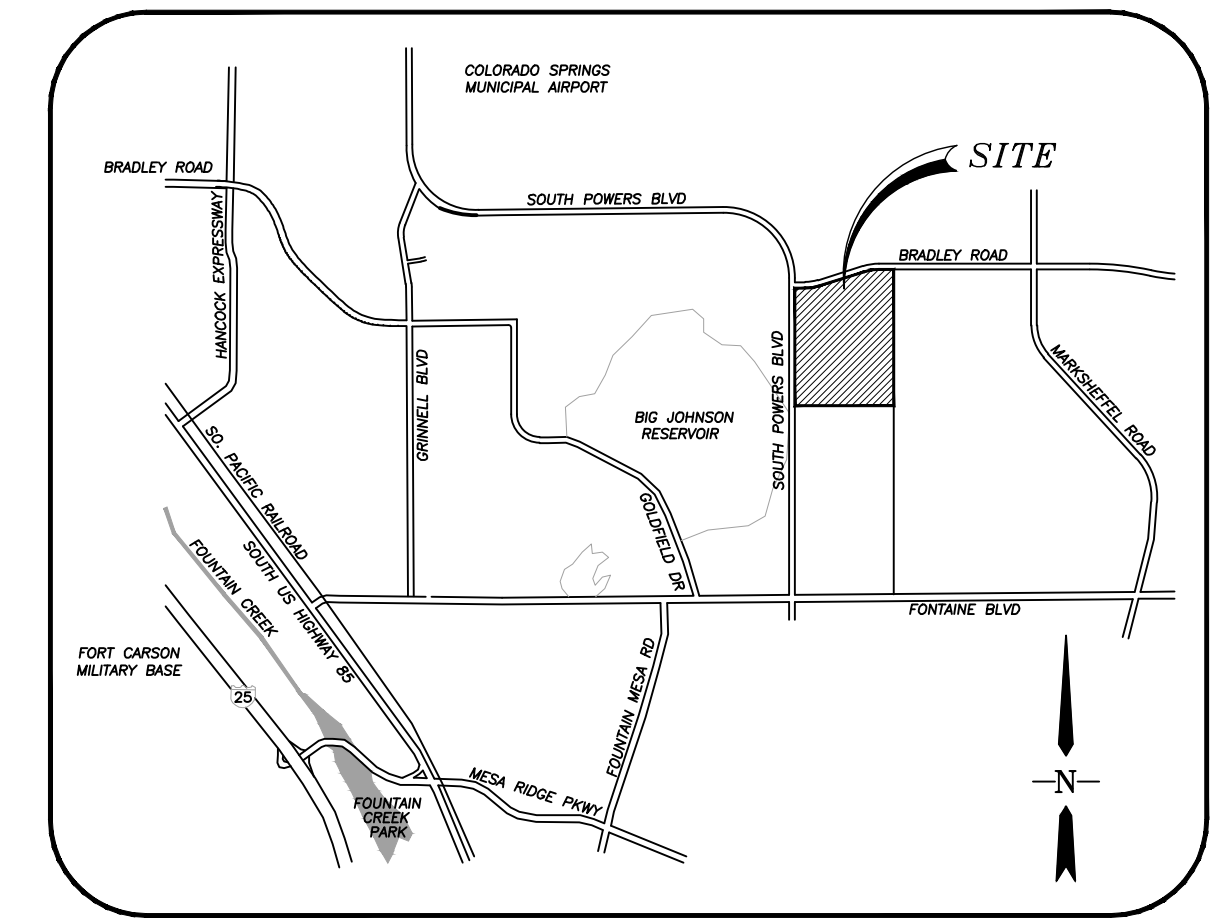 COLORADO SPRINGS
MUNICIPAL AIRPORT
SITE
BRADLEY ROAD
SOUTH POWERS BLVD
BRADLEY ROAD
HANCOCK EXPRESSWAY
GRINNELL BLVD
SOUTH POWERS BLVD
MARKSHEFFEL ROAD
BIG JOHNSON
RESERVOIR
SO. PACIFIC RAILROAD
GOLDFIELD DR
FOUNTAIN CREEK
SOUTH US HIGHWAY 85
FONTAINE BLVD
FORT CARSON
MILITARY BASE
25
FOUNTAIN MESA RD
MESA RIDGE PKWY
FOUNTAIN
CREEK
PARK
N